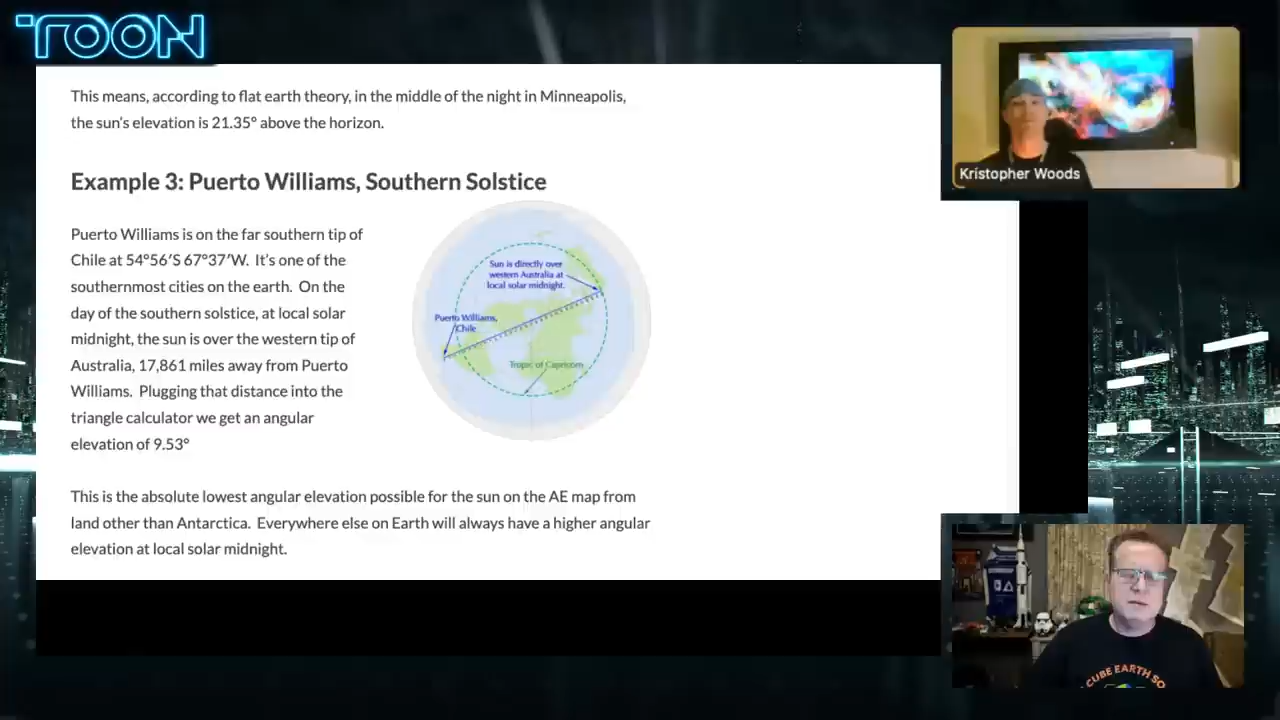 TOON
This means, according to flat earth theory, in the middle of the night in Minneapolis,
the sun's elevation is 21.35° above the horizon.
Example 3: Puerto Williams, Southern Solstice
Puerto Williams is on the far southern tip of
Chile at 54°56′S 67°37′W. It's one of the
southernmost cities on the earth. On the
day of the southern solstice, at local solar
midnight, the sun is over the western tip of
Australia, 17,861 miles away from Puerto
Williams. Plugging that distance into the
triangle calculator we get an angular
elevation of 9.53°
Sun is directly over
western Australia at
local solar midnight.
Puerto Williams,
Chile
Tropic of Capricorn
This is the absolute lowest angular elevation possible for the sun on the AE map from
land other than Antarctica. Everywhere else on Earth will always have a higher angular
elevation at local solar midnight.
Kristopher Woods
CUBE EARTH SO